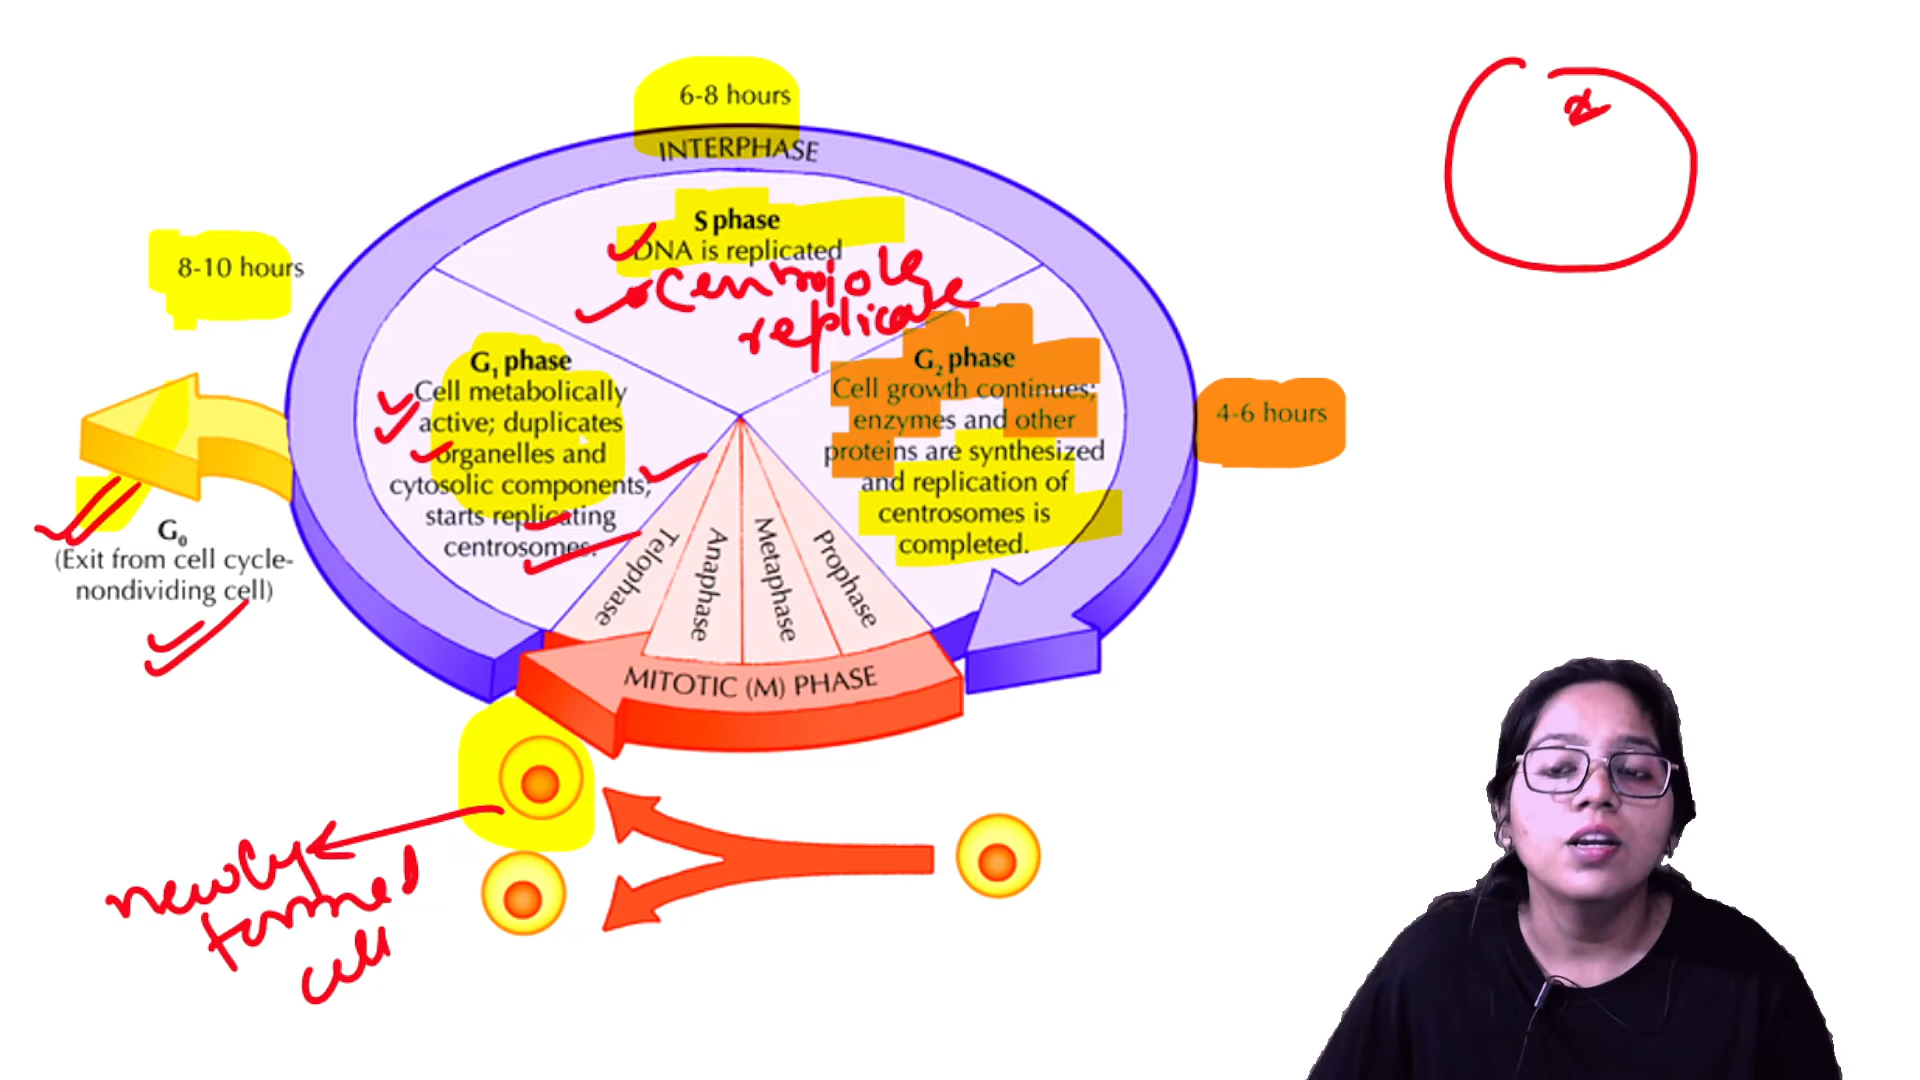 6-8 hours
INTERPHASE
S phase
DNA is replicated
Centriole
replicate
8-10 hours
G₁ phase
Cell metabolically
active; duplicates
organelles and
cytosolic components;
starts replicating
centrosomes.
G₂ phase
Cell growth continues;
enzymes and other
proteins are synthesized
and replication of
centrosomes is
completed.
4-6 hours
G₀
(Exit from cell cycle-
nondividing cell)
Telophase
Anaphase
Metaphase
Prophase
MITOTIC (M) PHASE
newly
formed
cell